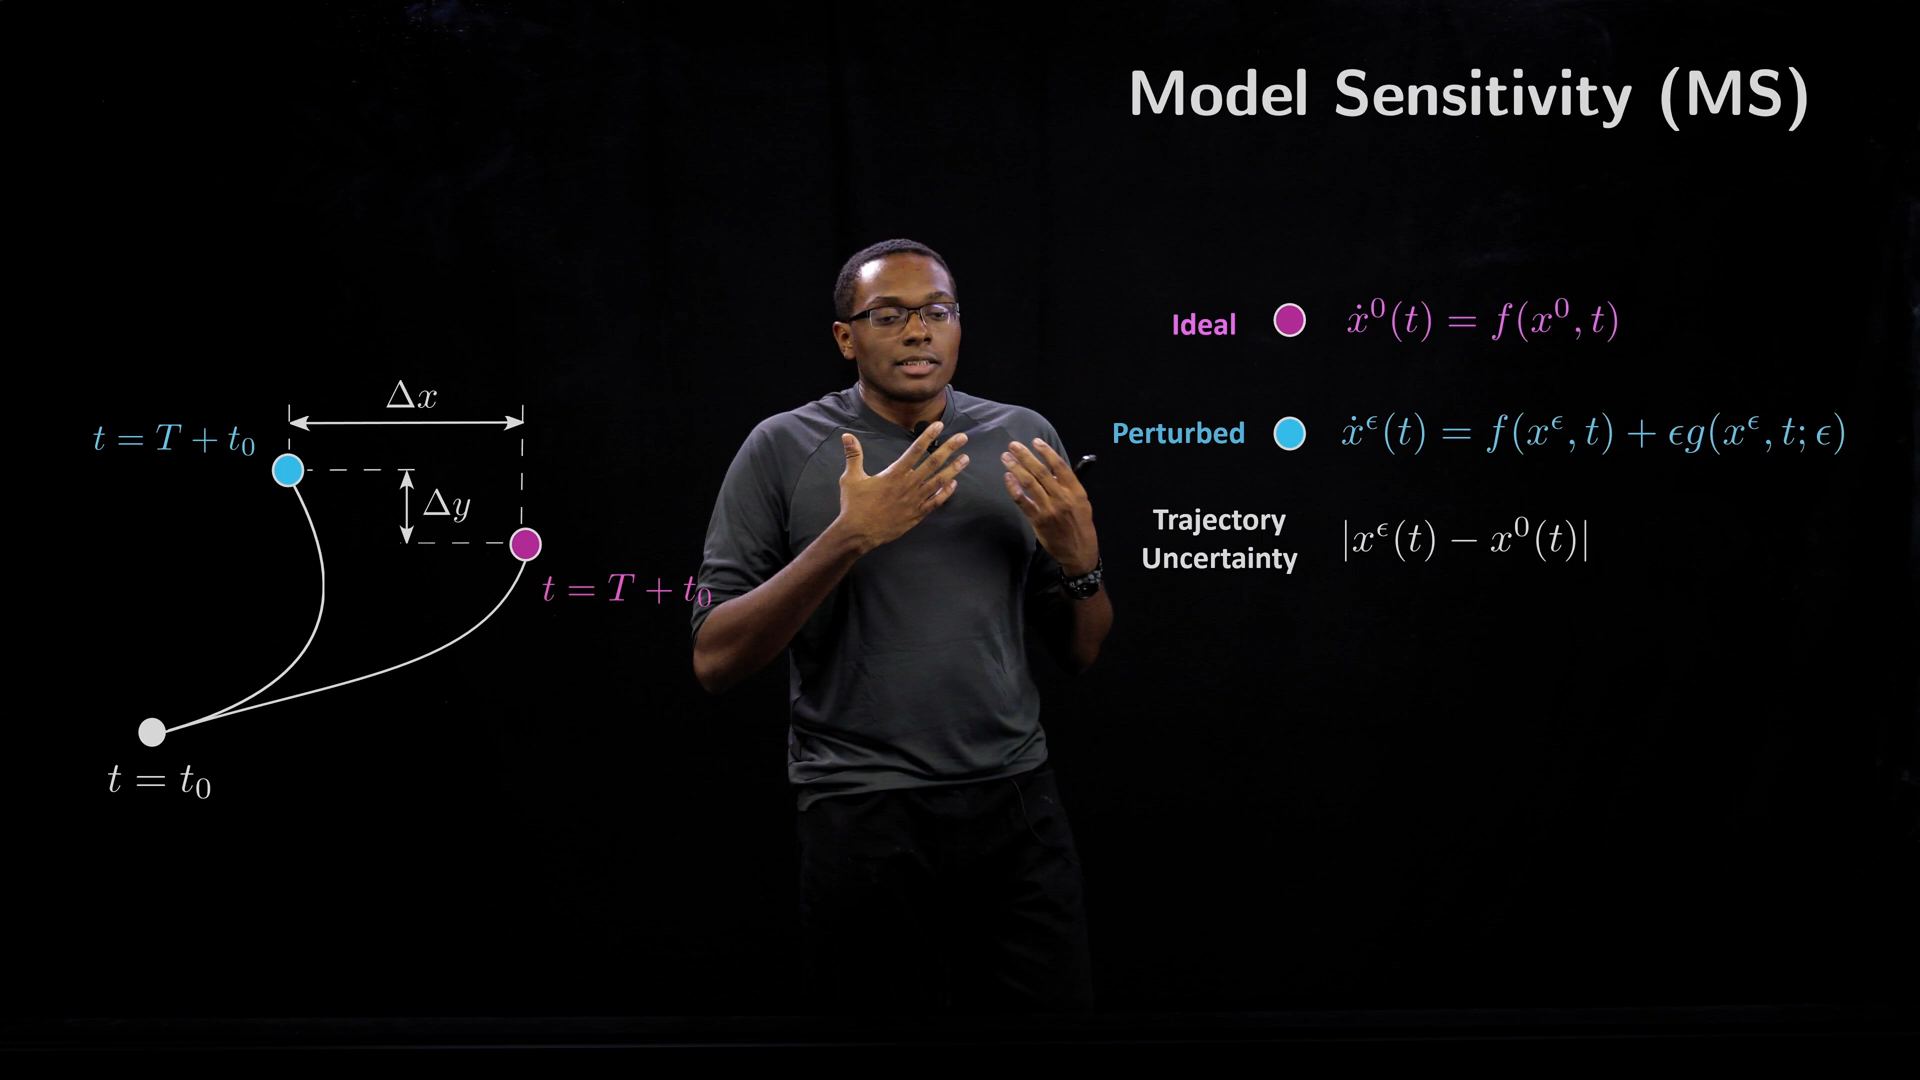 Model Sensitivity (MS)
Δx
t = T + t₀
Δy
t = T + t₀
t = t₀
Ideal ẋ⁰(t) = f(x⁰, t)
Perturbed ẋᵋ(t) = f(xᵋ, t) + ϵg(xᵋ, t; ϵ)
Trajectory
Uncertainty
|xᵋ(t) − x⁰(t)|